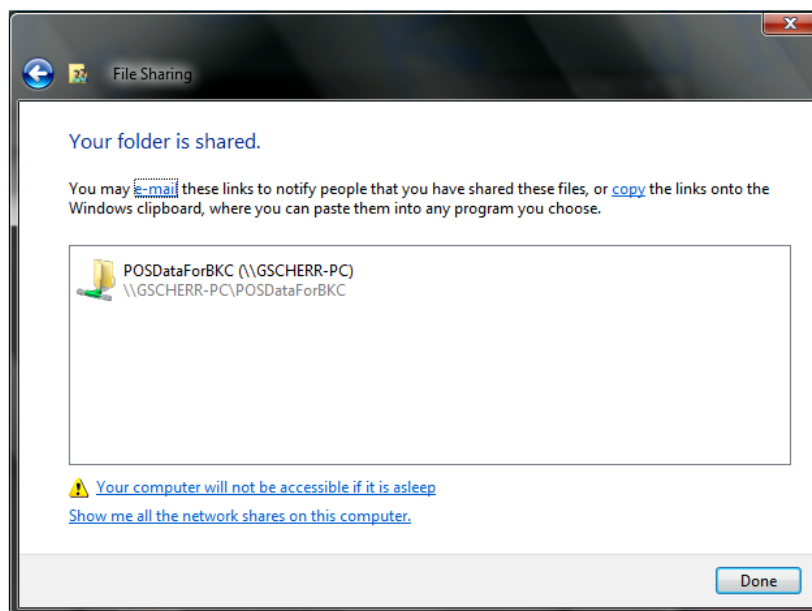 File Sharing
Your folder is shared.
You may e-mail these links to notify people that you have shared these files, or copy the links onto the
Windows clipboard, where you can paste them into any program you choose.
POSDataForBKC (\\GSCHERR-PC)
\\GSCHERR-PC\POSDataForBKC
Your computer will not be accessible if it is asleep
Show me all the network shares on this computer.
Done